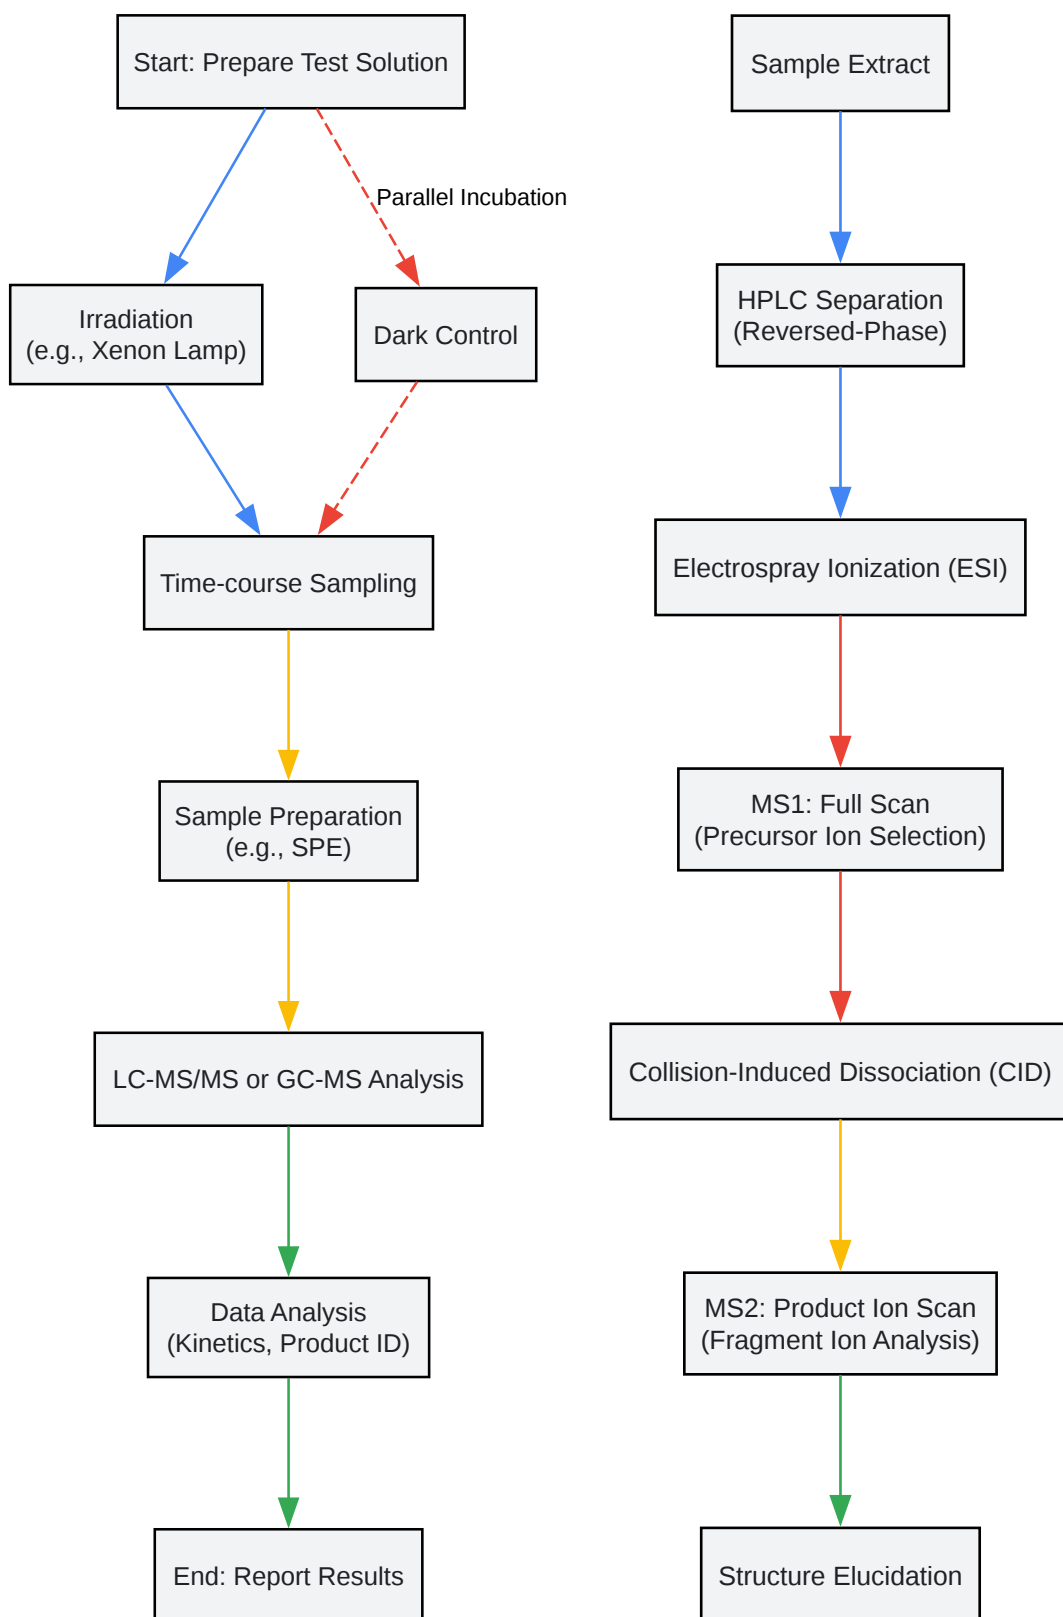 Start: Prepare Test Solution
Parallel Incubation
Irradiation
(e.g., Xenon Lamp)
Dark Control
Time-course Sampling
Sample Preparation
(e.g., SPE)
LC-MS/MS or GC-MS Analysis
Data Analysis
(Kinetics, Product ID)
End: Report Results
Sample Extract
HPLC Separation
(Reversed-Phase)
Electrospray Ionization (ESI)
MS1: Full Scan
(Precursor Ion Selection)
Collision-Induced Dissociation (CID)
MS2: Product Ion Scan
(Fragment Ion Analysis)
Structure Elucidation